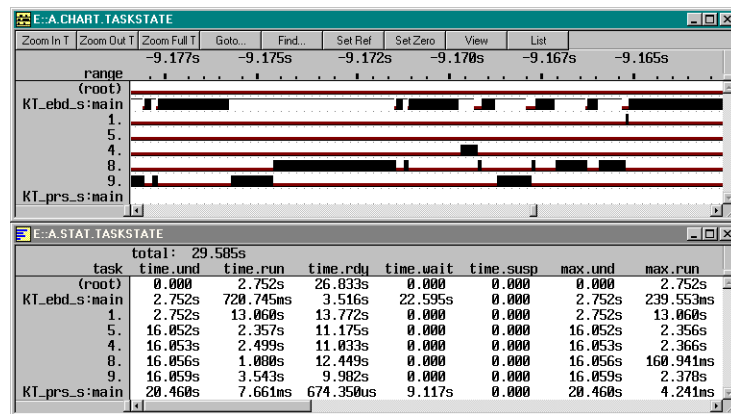 E::A.CHART.TASKSTATE
Zoom In T Zoom Out T Zoom Full T Goto... Find... Set Ref Set Zero View List
-9.177s -9.175s -9.172s -9.170s -9.167s -9.165s
range
(root)
KT_ebd_s:main
1.
5.
4.
8.
9.
KT_prs_s:main
E::A.STAT.TASKSTATE
total: 29.585s
task time.und time.run time.rdy time.wait time.susp max.und max.run
(root) 0.000 2.752s 26.833s 0.000 0.000 0.000 2.752s
KT_ebd_s:main 2.752s 720.745ms 3.516s 22.595s 0.000 2.752s 239.553ms
1. 2.752s 13.060s 13.772s 0.000 0.000 2.752s 13.060s
5. 16.052s 2.357s 11.175s 0.000 0.000 16.052s 2.356s
4. 16.053s 2.499s 11.033s 0.000 0.000 16.053s 2.366s
8. 16.056s 1.080s 12.449s 0.000 0.000 16.056s 160.941ms
9. 16.059s 3.543s 9.982s 0.000 0.000 16.059s 2.378s
KT_prs_s:main 20.460s 7.661ms 674.350us 9.117s 0.000 20.460s 4.241ms